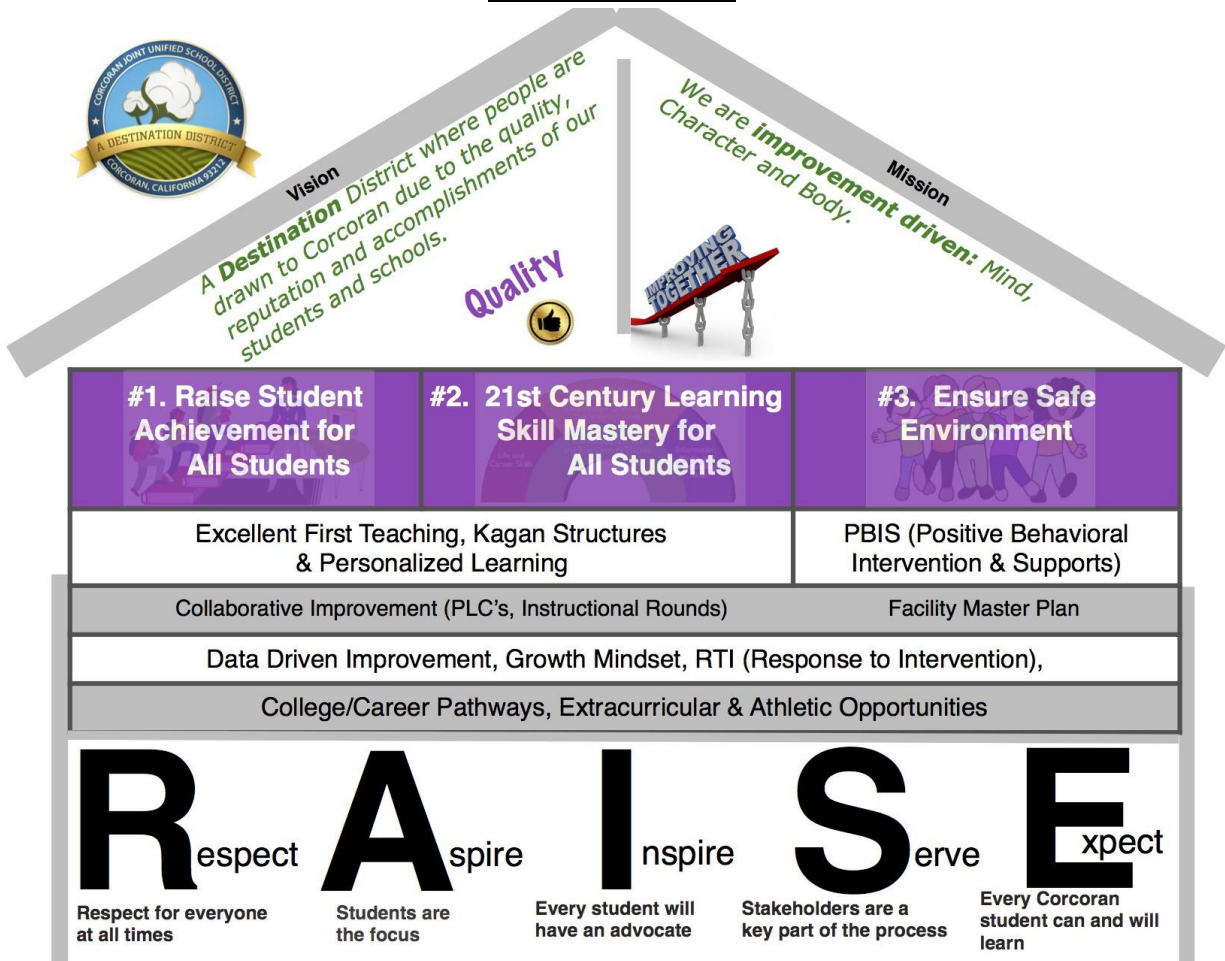 CORCORAN JOINT UNIFIED SCHOOL DISTRICT
A DESTINATION DISTRICT
CORCORAN, CALIFORNIA 93212
Vision
A Destination District where people are
drawn to Corcoran due to the quality,
reputation and accomplishments of our
students and schools.
Quality
Mission
We are improvement driven: Mind,
Character and Body.
IMPROVING
TOGETHER
#1. Raise Student
Achievement for
All Students
#2. 21st Century Learning
Skill Mastery for
All Students
Life and
Career Skills
#3. Ensure Safe
Environment
Excellent First Teaching, Kagan Structures
& Personalized Learning
PBIS (Positive Behavioral
Intervention & Supports)
Collaborative Improvement (PLC's, Instructional Rounds)
Facility Master Plan
Data Driven Improvement, Growth Mindset, RTI (Response to Intervention),
College/Career Pathways, Extracurricular & Athletic Opportunities
Respect
Respect for everyone
at all times
Aspire
Students are
the focus
Inspire
Every student will
have an advocate
Serve
Stakeholders are a
key part of the process
Expect
Every Corcoran
student can and will
learn